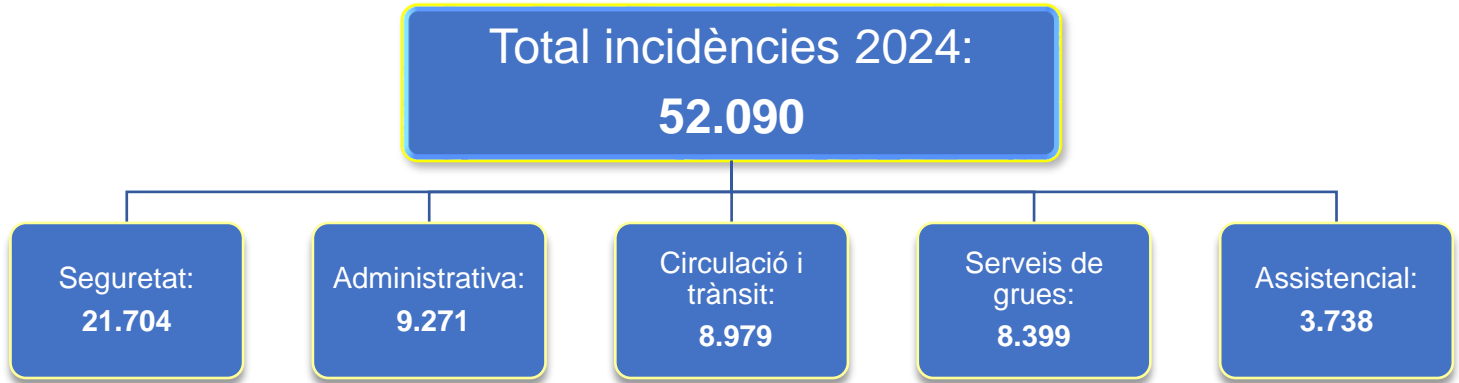 Total incidències 2024:
52.090
Seguretat:
21.704
Administrativa:
9.271
Circulació i
trànsit:
8.979
Serveis de
grues:
8.399
Assistencial:
3.738